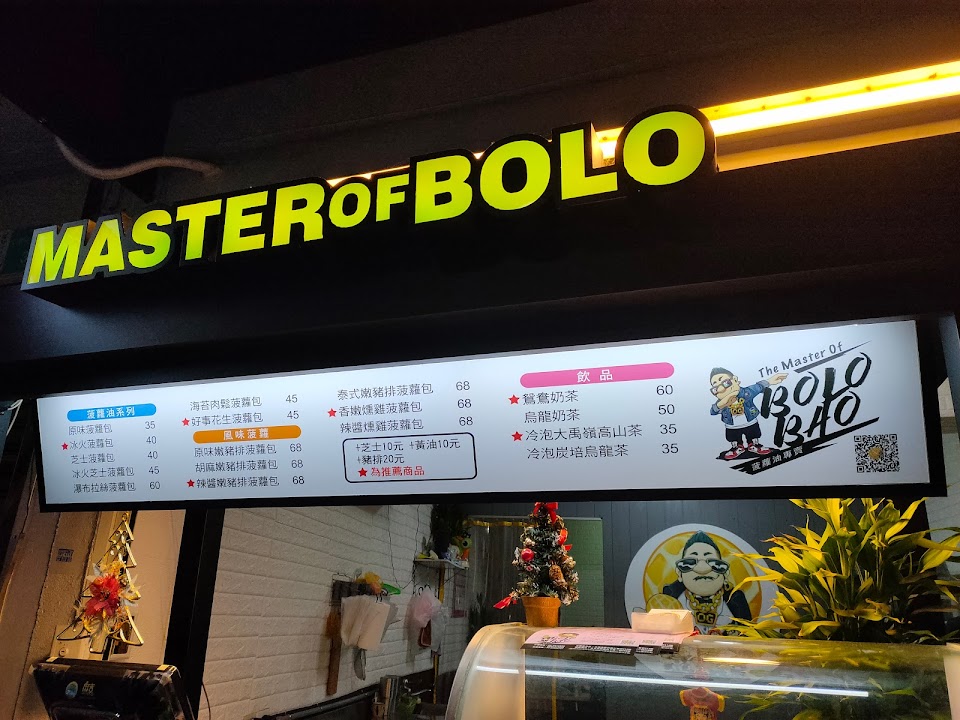 MASTER OF BOLO
菠蘿油系列
原味菠蘿包 35
★冰火菠蘿包 40
芝士菠蘿包 40
冰火芝士菠蘿包 45
瀑布拉絲菠蘿包 60
海苔肉鬆菠蘿包 45
★好事花生菠蘿包 45
風味菠蘿
原味嫩豬排菠蘿包 68
胡麻嫩豬排菠蘿包 68
★辣醬嫩豬排菠蘿包 68
泰式嫩豬排菠蘿包 68
★香嫩燻雞菠蘿包 68
辣醬燻雞菠蘿包 68
+芝士10元 +黃油10元
+豬排20元
★為推薦商品
飲品
★鴛鴦奶茶 60
烏龍奶茶 50
★冷泡大禹嶺高山茶 35
冷泡炭培烏龍茶 35
The Master Of
BOLO
BAO
菠蘿油專賣
OG